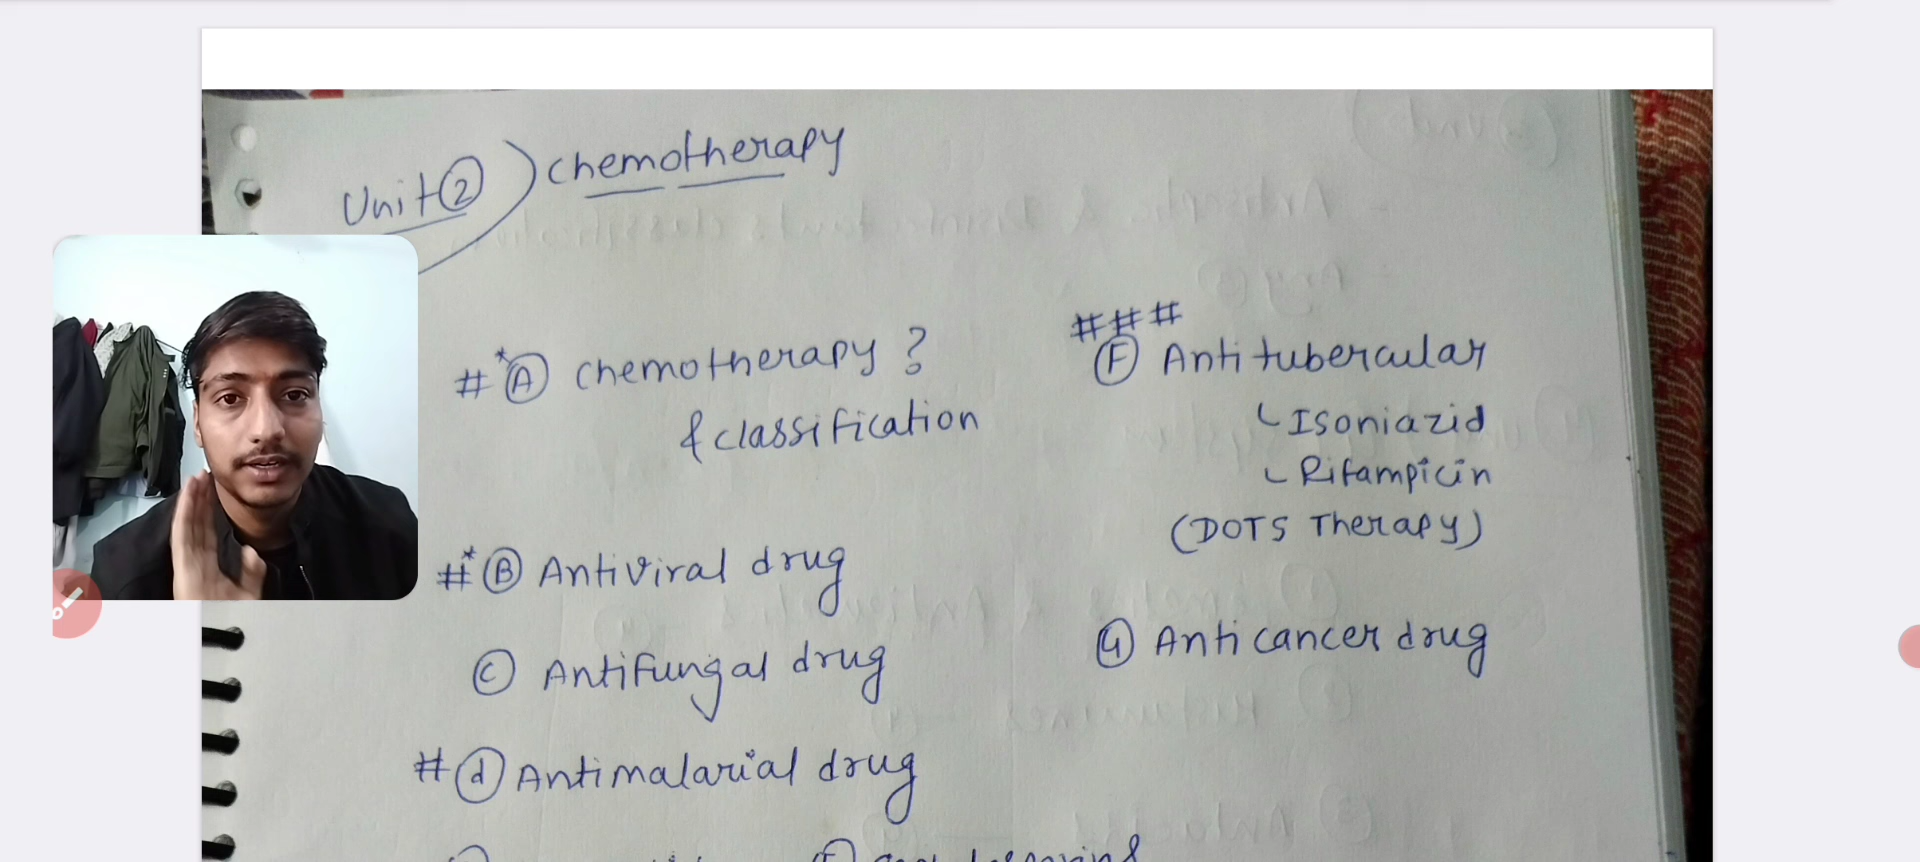 Unit ② ) chemotherapy
# * Ⓐ chemotherapy ?
& classification
# * Ⓑ Antiviral drug
Ⓒ Antifungal drug
# ⓓ Antimalarial drug
###
Ⓕ Antitubercular
Isoniazid
Rifampicin
(DOTS Therapy)
Ⓖ Anticancer drug